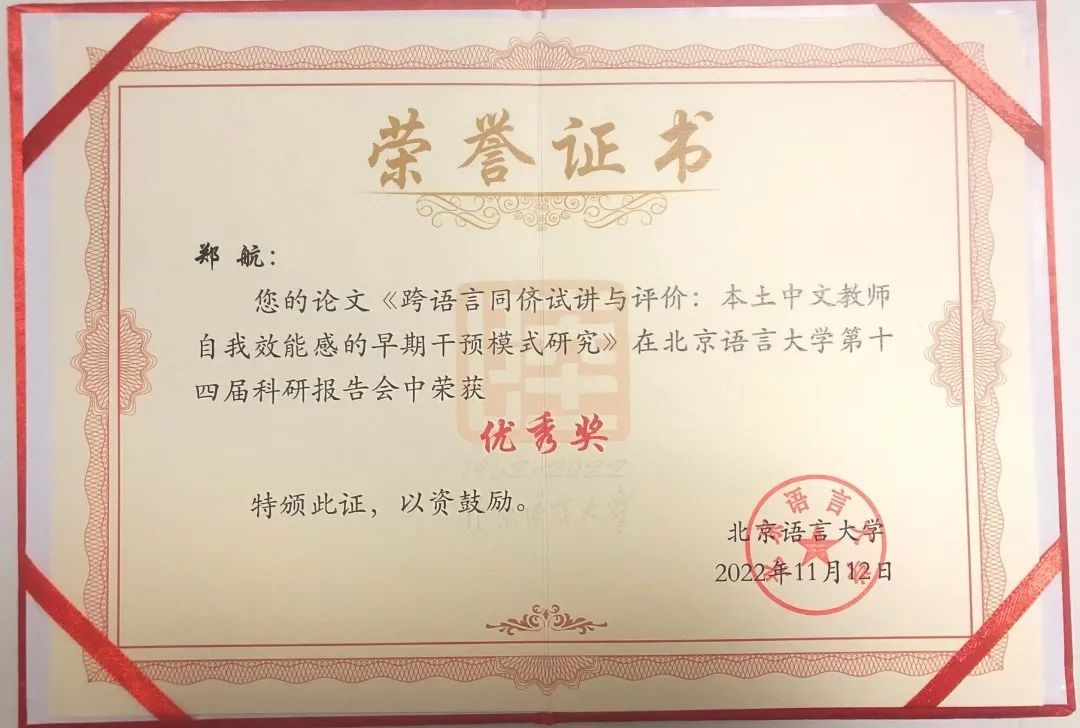 荣誉证书
郑 航：
您的论文《跨语言同侪试讲与评价：本土中文教师
自我效能感的早期干预模式研究》在北京语言大学第十
四届科研报告会中荣获
优秀奖
1962-2022
特颁此证，以资鼓励。
北京语言大学
2022年11月12日